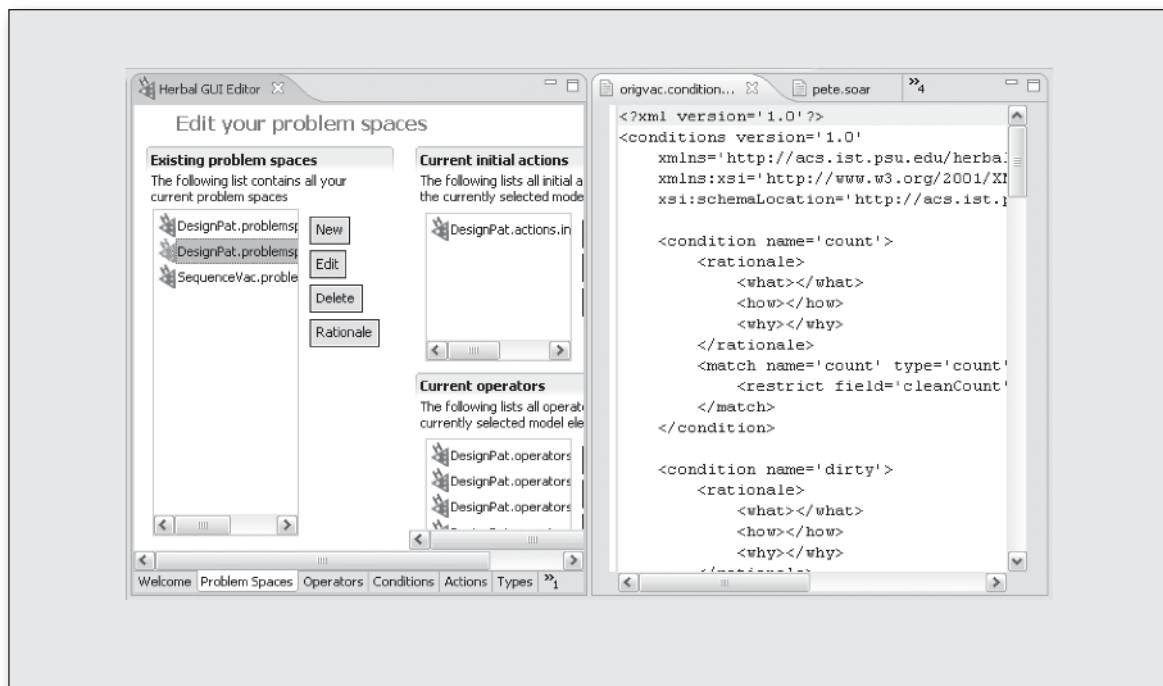 Herbal GUI Editor
Edit your problem spaces
Existing problem spaces
The following list contains all your
current problem spaces
DesignPat.problemsp
DesignPat.problemsp
SequenceVac.proble
New
Edit
Delete
Rationale
Current initial actions
The following lists all initial a
the currently selected mode
DesignPat.actions.in
Current operators
The following lists all operat
currently selected model ele
DesignPat.operators
DesignPat.operators
DesignPat.operators
Welcome Problem Spaces Operators Conditions Actions Types »1
origvac.condition... pete.soar »4
<?xml version='1.0'?>
<conditions version='1.0'
xmlns='http://acs.ist.psu.edu/herbal
xmlns:xsi='http://www.w3.org/2001/XM
xsi:schemaLocation='http://acs.ist.p
<condition name='count'>
<rationale>
<what></what>
<how></how>
<why></why>
</rationale>
<match name='count' type='count'
<restrict field='cleanCount'
</match>
</condition>
<condition name='dirty'>
<rationale>
<what></what>
<how></how>
<why></why>
</rationale>